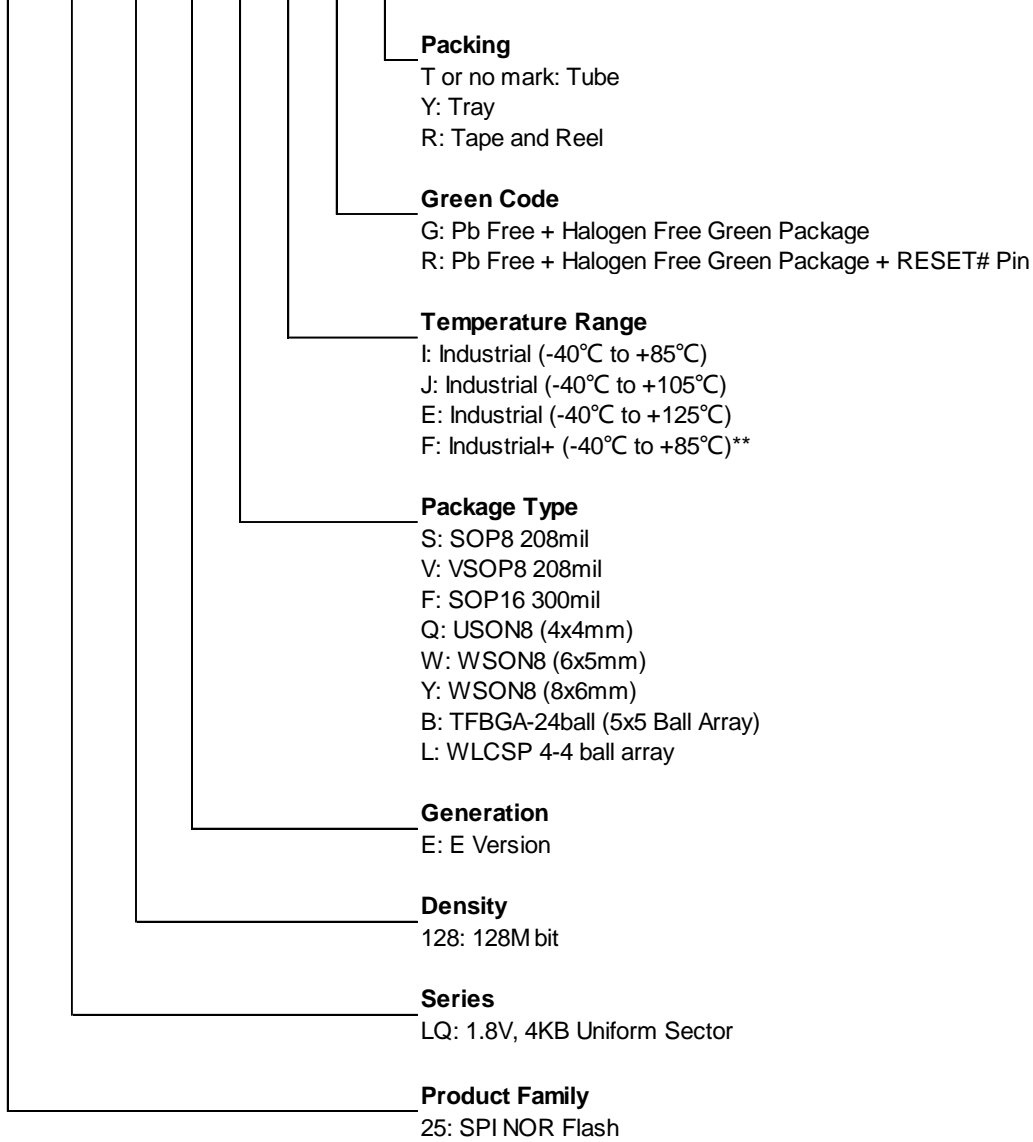 Packing
T or no mark: Tube
Y: Tray
R: Tape and Reel
Green Code
G: Pb Free + Halogen Free Green Package
R: Pb Free + Halogen Free Green Package + RESET# Pin
Temperature Range
I: Industrial (-40℃ to +85℃)
J: Industrial (-40℃ to +105℃)
E: Industrial (-40℃ to +125℃)
F: Industrial+ (-40℃ to +85℃)**
Package Type
S: SOP8 208mil
V: VSOP8 208mil
F: SOP16 300mil
Q: USON8 (4x4mm)
W: WSON8 (6x5mm)
Y: WSON8 (8x6mm)
B: TFBGA-24ball (5x5 Ball Array)
L: WLCSP 4-4 ball array
Generation
E: E Version
Density
128: 128M bit
Series
LQ: 1.8V, 4KB Uniform Sector
Product Family
25: SPI NOR Flash